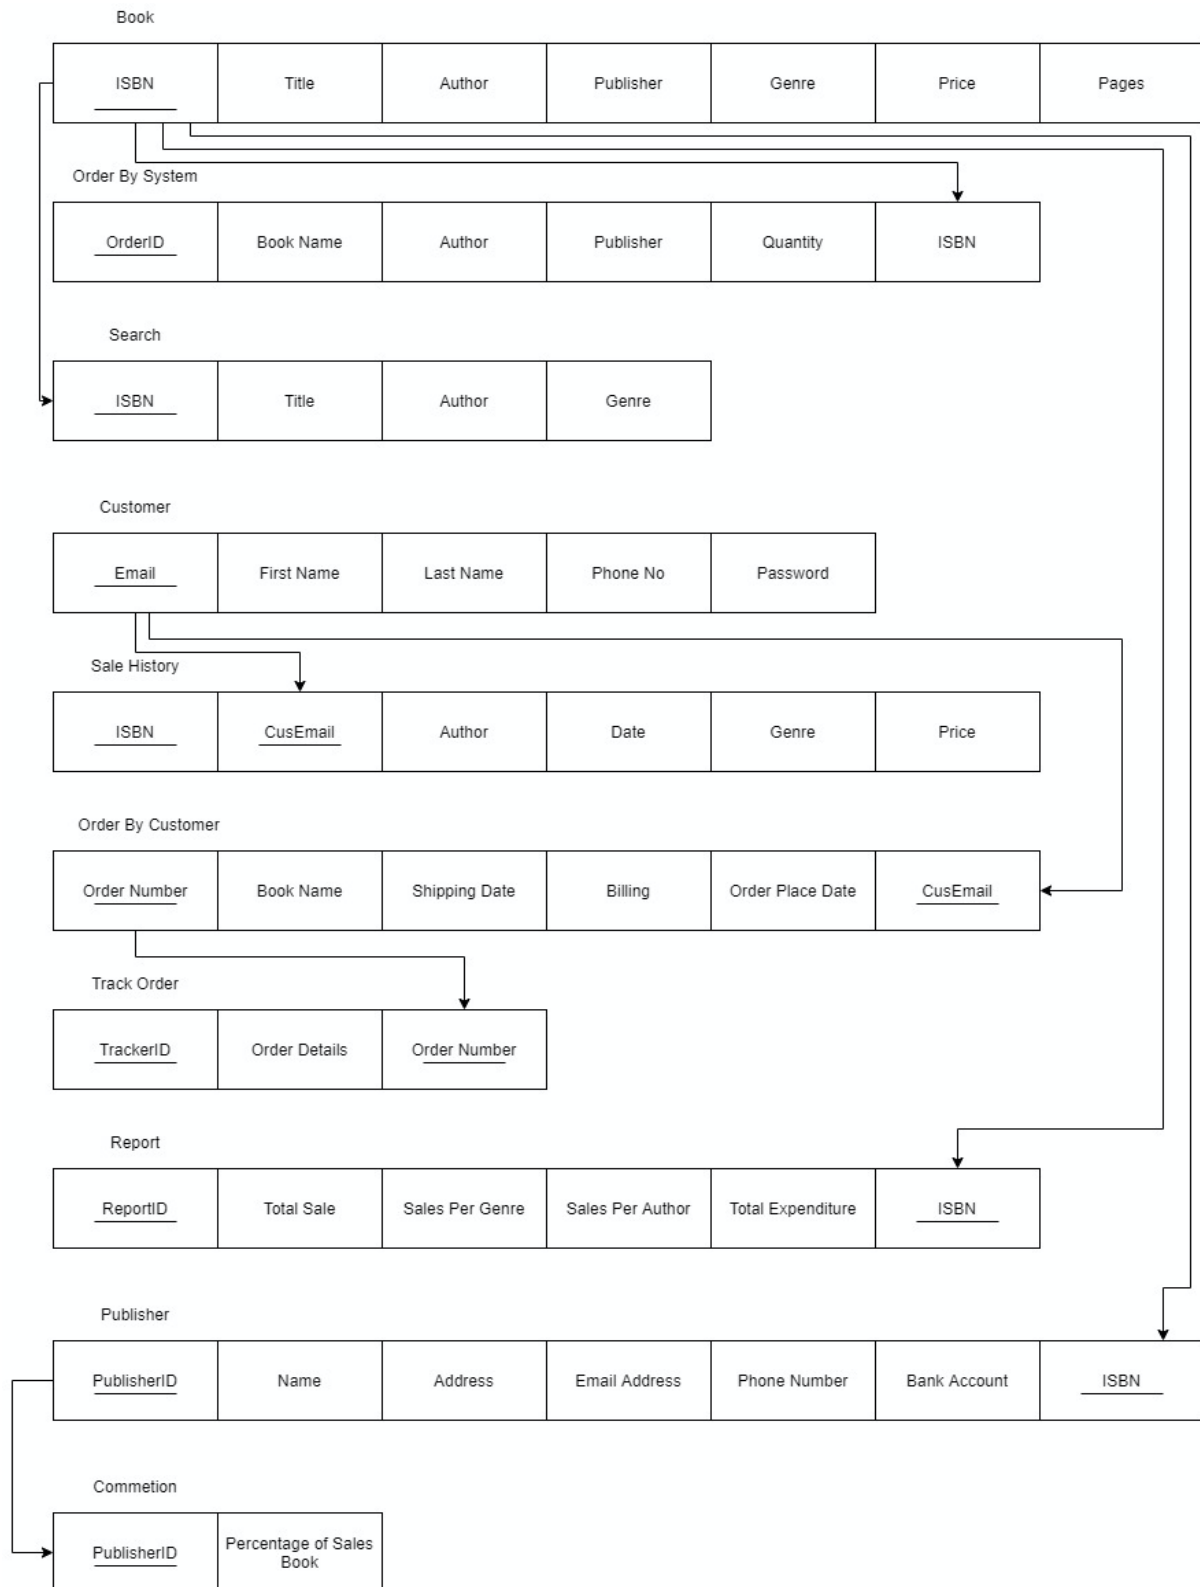 Book
ISBN Title Author Publisher Genre Price Pages
Order By System
OrderID Book Name Author Publisher Quantity ISBN
Search
ISBN Title Author Genre
Customer
Email First Name Last Name Phone No Password
Sale History
ISBN CusEmail Author Date Genre Price
Order By Customer
Order Number Book Name Shipping Date Billing Order Place Date CusEmail
Track Order
TrackerID Order Details Order Number
Report
ReportID Total Sale Sales Per Genre Sales Per Author Total Expenditure ISBN
Publisher
PublisherID Name Address Email Address Phone Number Bank Account ISBN
Commetion
PublisherID Percentage of Sales
Book